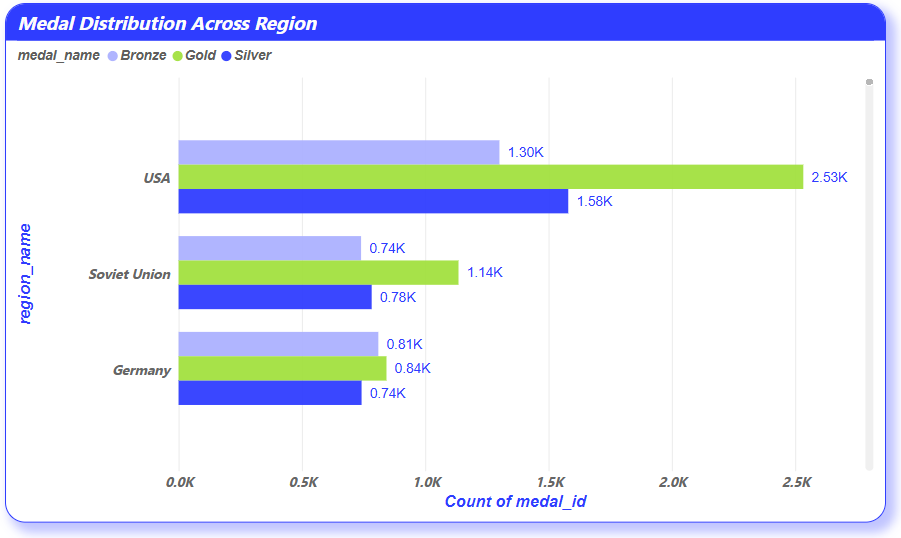 Medal Distribution Across Region
medal_name Bronze Gold Silver
region_name
USA
1.30K
2.53K
1.58K
Soviet Union
0.74K
1.14K
0.78K
Germany
0.81K
0.84K
0.74K
0.0K 0.5K 1.0K 1.5K 2.0K 2.5K
Count of medal_id